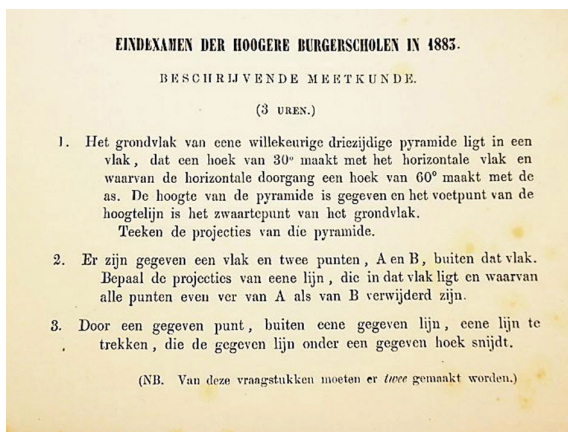 EINDEXAMEN DER HOOGERE BURGERSCHOLEN IN 1883.
BESCHRIJVENDE MEETKUNDE.
(3 UREN.)
1. Het grondvlak van eene willekeurige driezijdige pyramide ligt in een
vlak, dat een hoek van 30° maakt met het horizontale vlak en
waarvan de horizontale doorgang een hoek van 60° maakt met de
as. De hoogte van de pyramide is gegeven en het voetpunt van de
hoogtelijn is het zwaartepunt van het grondvlak.
Teeken de projecties van die pyramide.
2. Er zijn gegeven een vlak en twee punten, A en B, buiten dat vlak.
Bepaal de projecties van eene lijn, die in dat vlak ligt en waarvan
alle punten even ver van A als van B verwijderd zijn.
3. Door een gegeven punt, buiten eene gegeven lijn, eene lijn te
trekken, die de gegeven lijn onder een gegeven hoek snijdt.
(NB. Van deze vraagstukken moeten er twee gemaakt worden.)